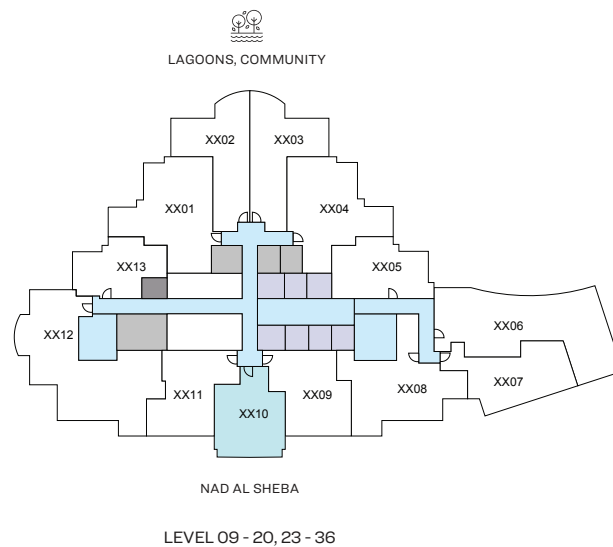 LAGOONS, COMMUNITY
XX02
XX03
XX01
XX04
XX13
XX05
XX12
XX06
XX11
XX10
XX09
XX08
XX07
NAD AL SHEBA
LEVEL 09 - 20, 23 - 36